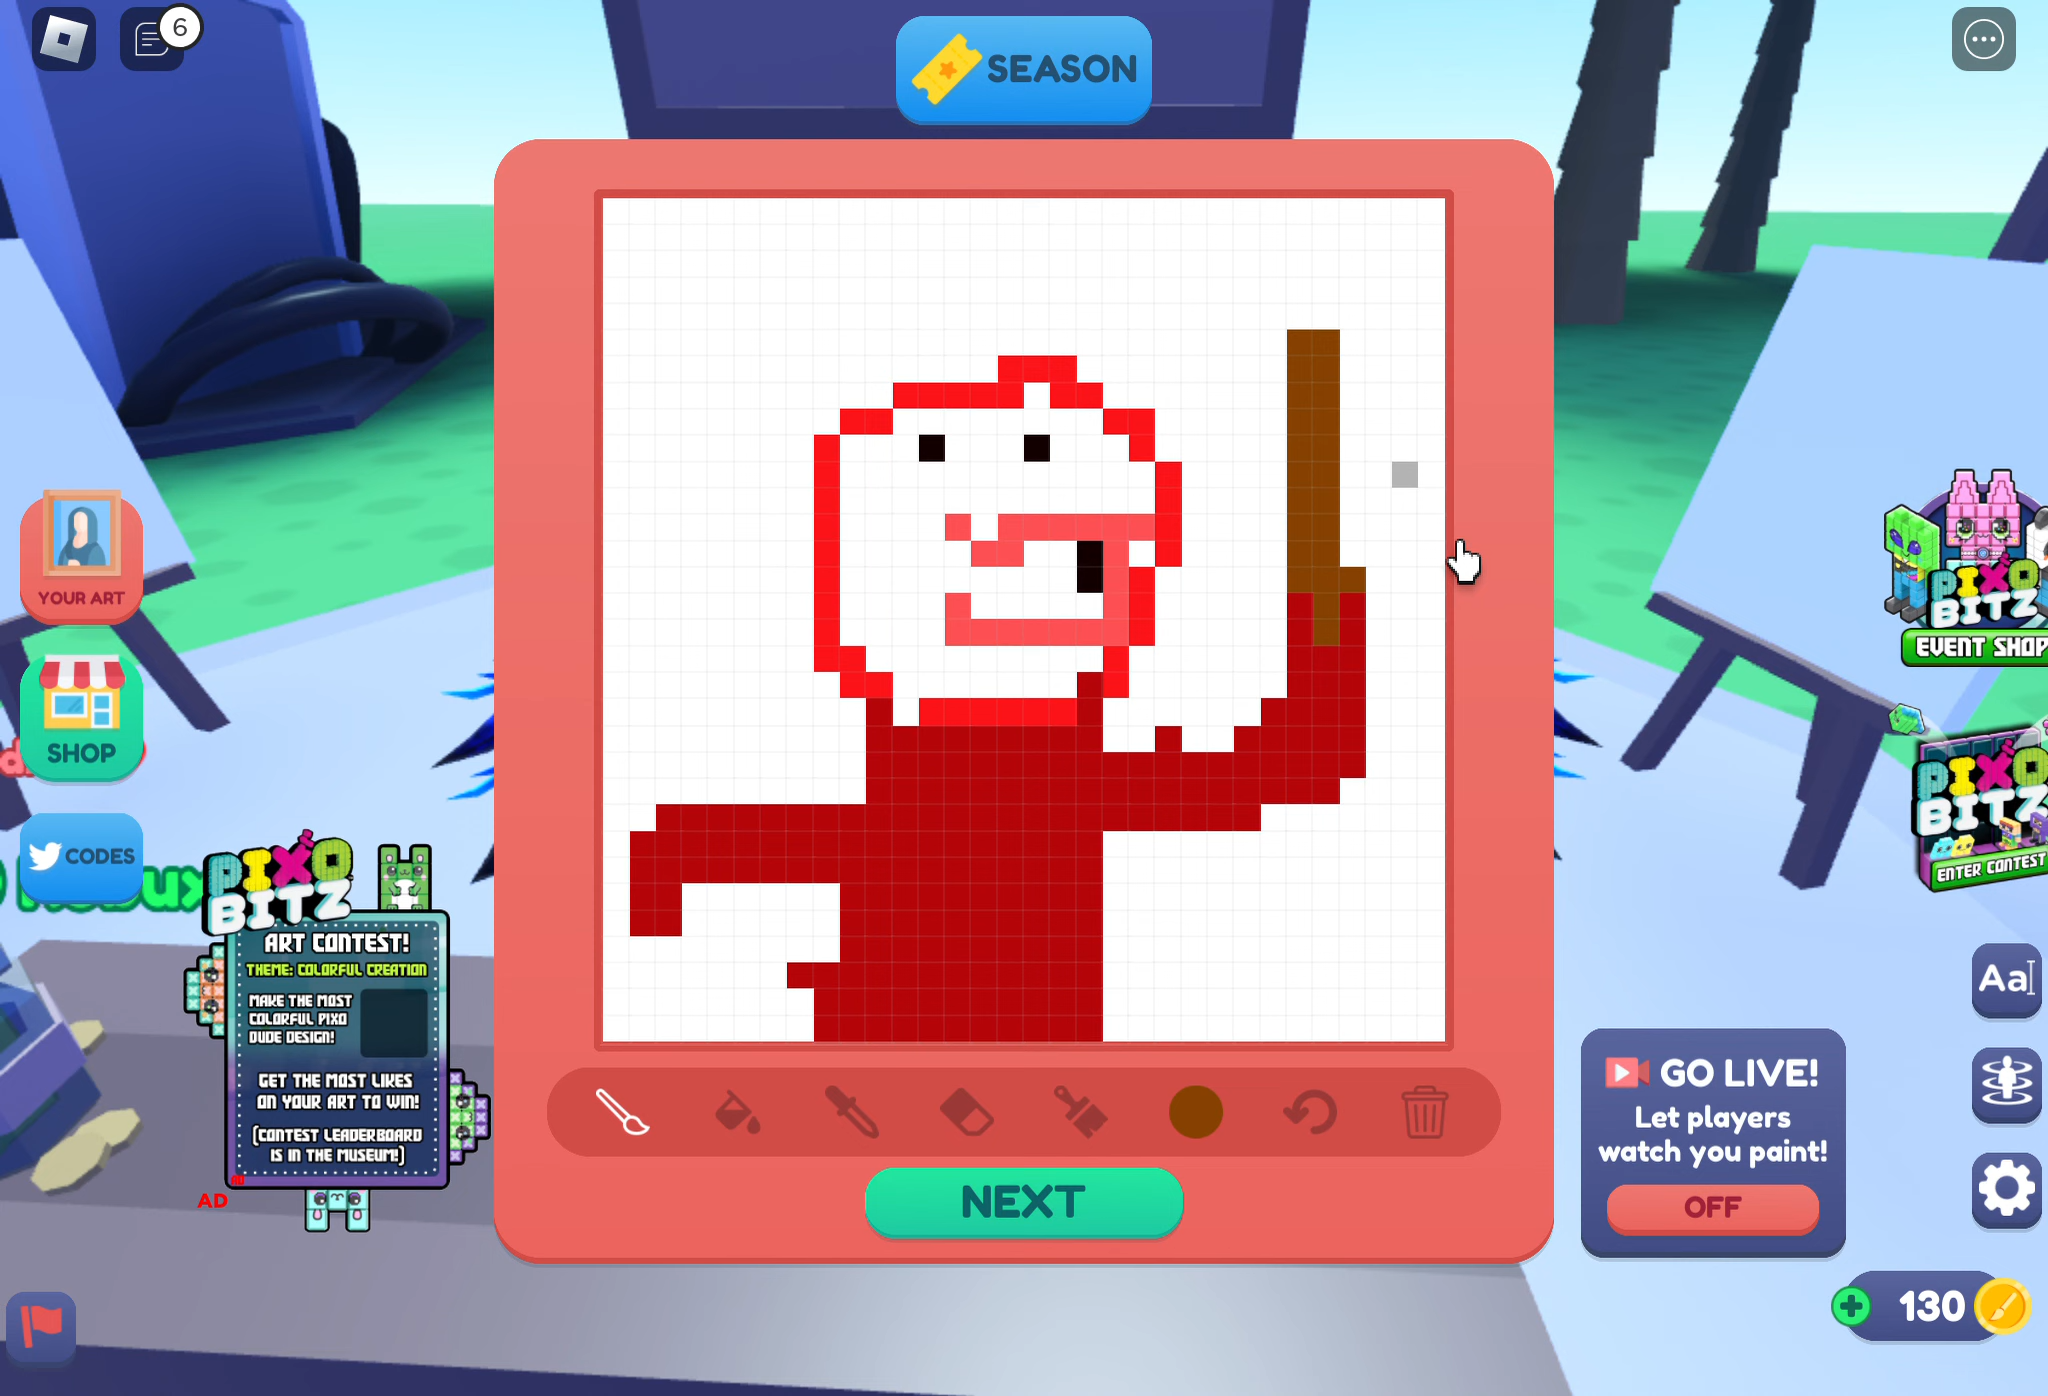 6
SEASON
YOUR ART
SHOP
CODES
PIXO
BITZ
ART CONTEST!
THEME: COLORFUL CREATION
MAKE THE MOST
COLORFUL PIXO
DUDE DESIGN!
GET THE MOST LIKES
ON YOUR ART TO WIN!
(CONTEST LEADERBOARD
IS IN THE MUSEUM!)
AD
AD
NEXT
PIXO
BITZ
EVENT SHOP
PIXO
BITZ
ENTER CONTEST
Aa
GO LIVE!
Let players
watch you paint!
OFF
130